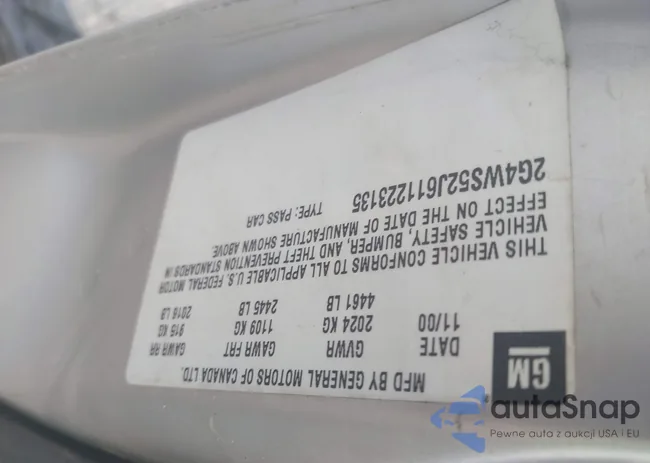 GM
MFD BY GENERAL MOTORS OF CANADA LTD.
DATE GVWR GAWR FRT GAWR RR
11/00 2024 KG 1109 KG 915 KG
4461 LB 2445 LB 2016 LB
THIS VEHICLE CONFORMS TO ALL APPLICABLE U.S. FEDERAL MOTOR
VEHICLE SAFETY, BUMPER, AND THEFT PREVENTION STANDARDS IN
EFFECT ON THE DATE OF MANUFACTURE SHOWN ABOVE.
2G4WS52J611223135 TYPE: PASS CAR
autaSnap
Pewne auta z aukcji USA i EU